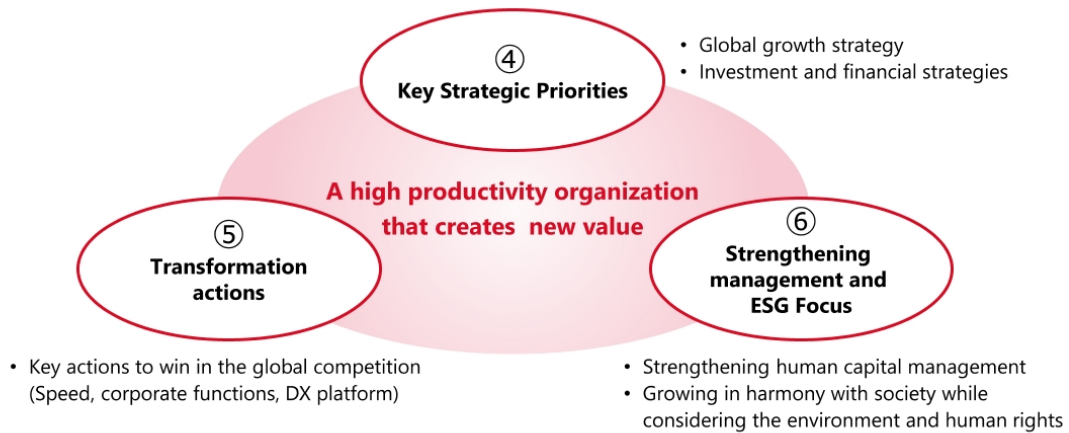 ④
Key Strategic Priorities
• Global growth strategy
• Investment and financial strategies
A high productivity organization
that creates new value
⑤
Transformation
actions
⑥
Strengthening
management and
ESG Focus
• Key actions to win in the global competition
(Speed, corporate functions, DX platform)
• Strengthening human capital management
• Growing in harmony with society while
considering the environment and human rights